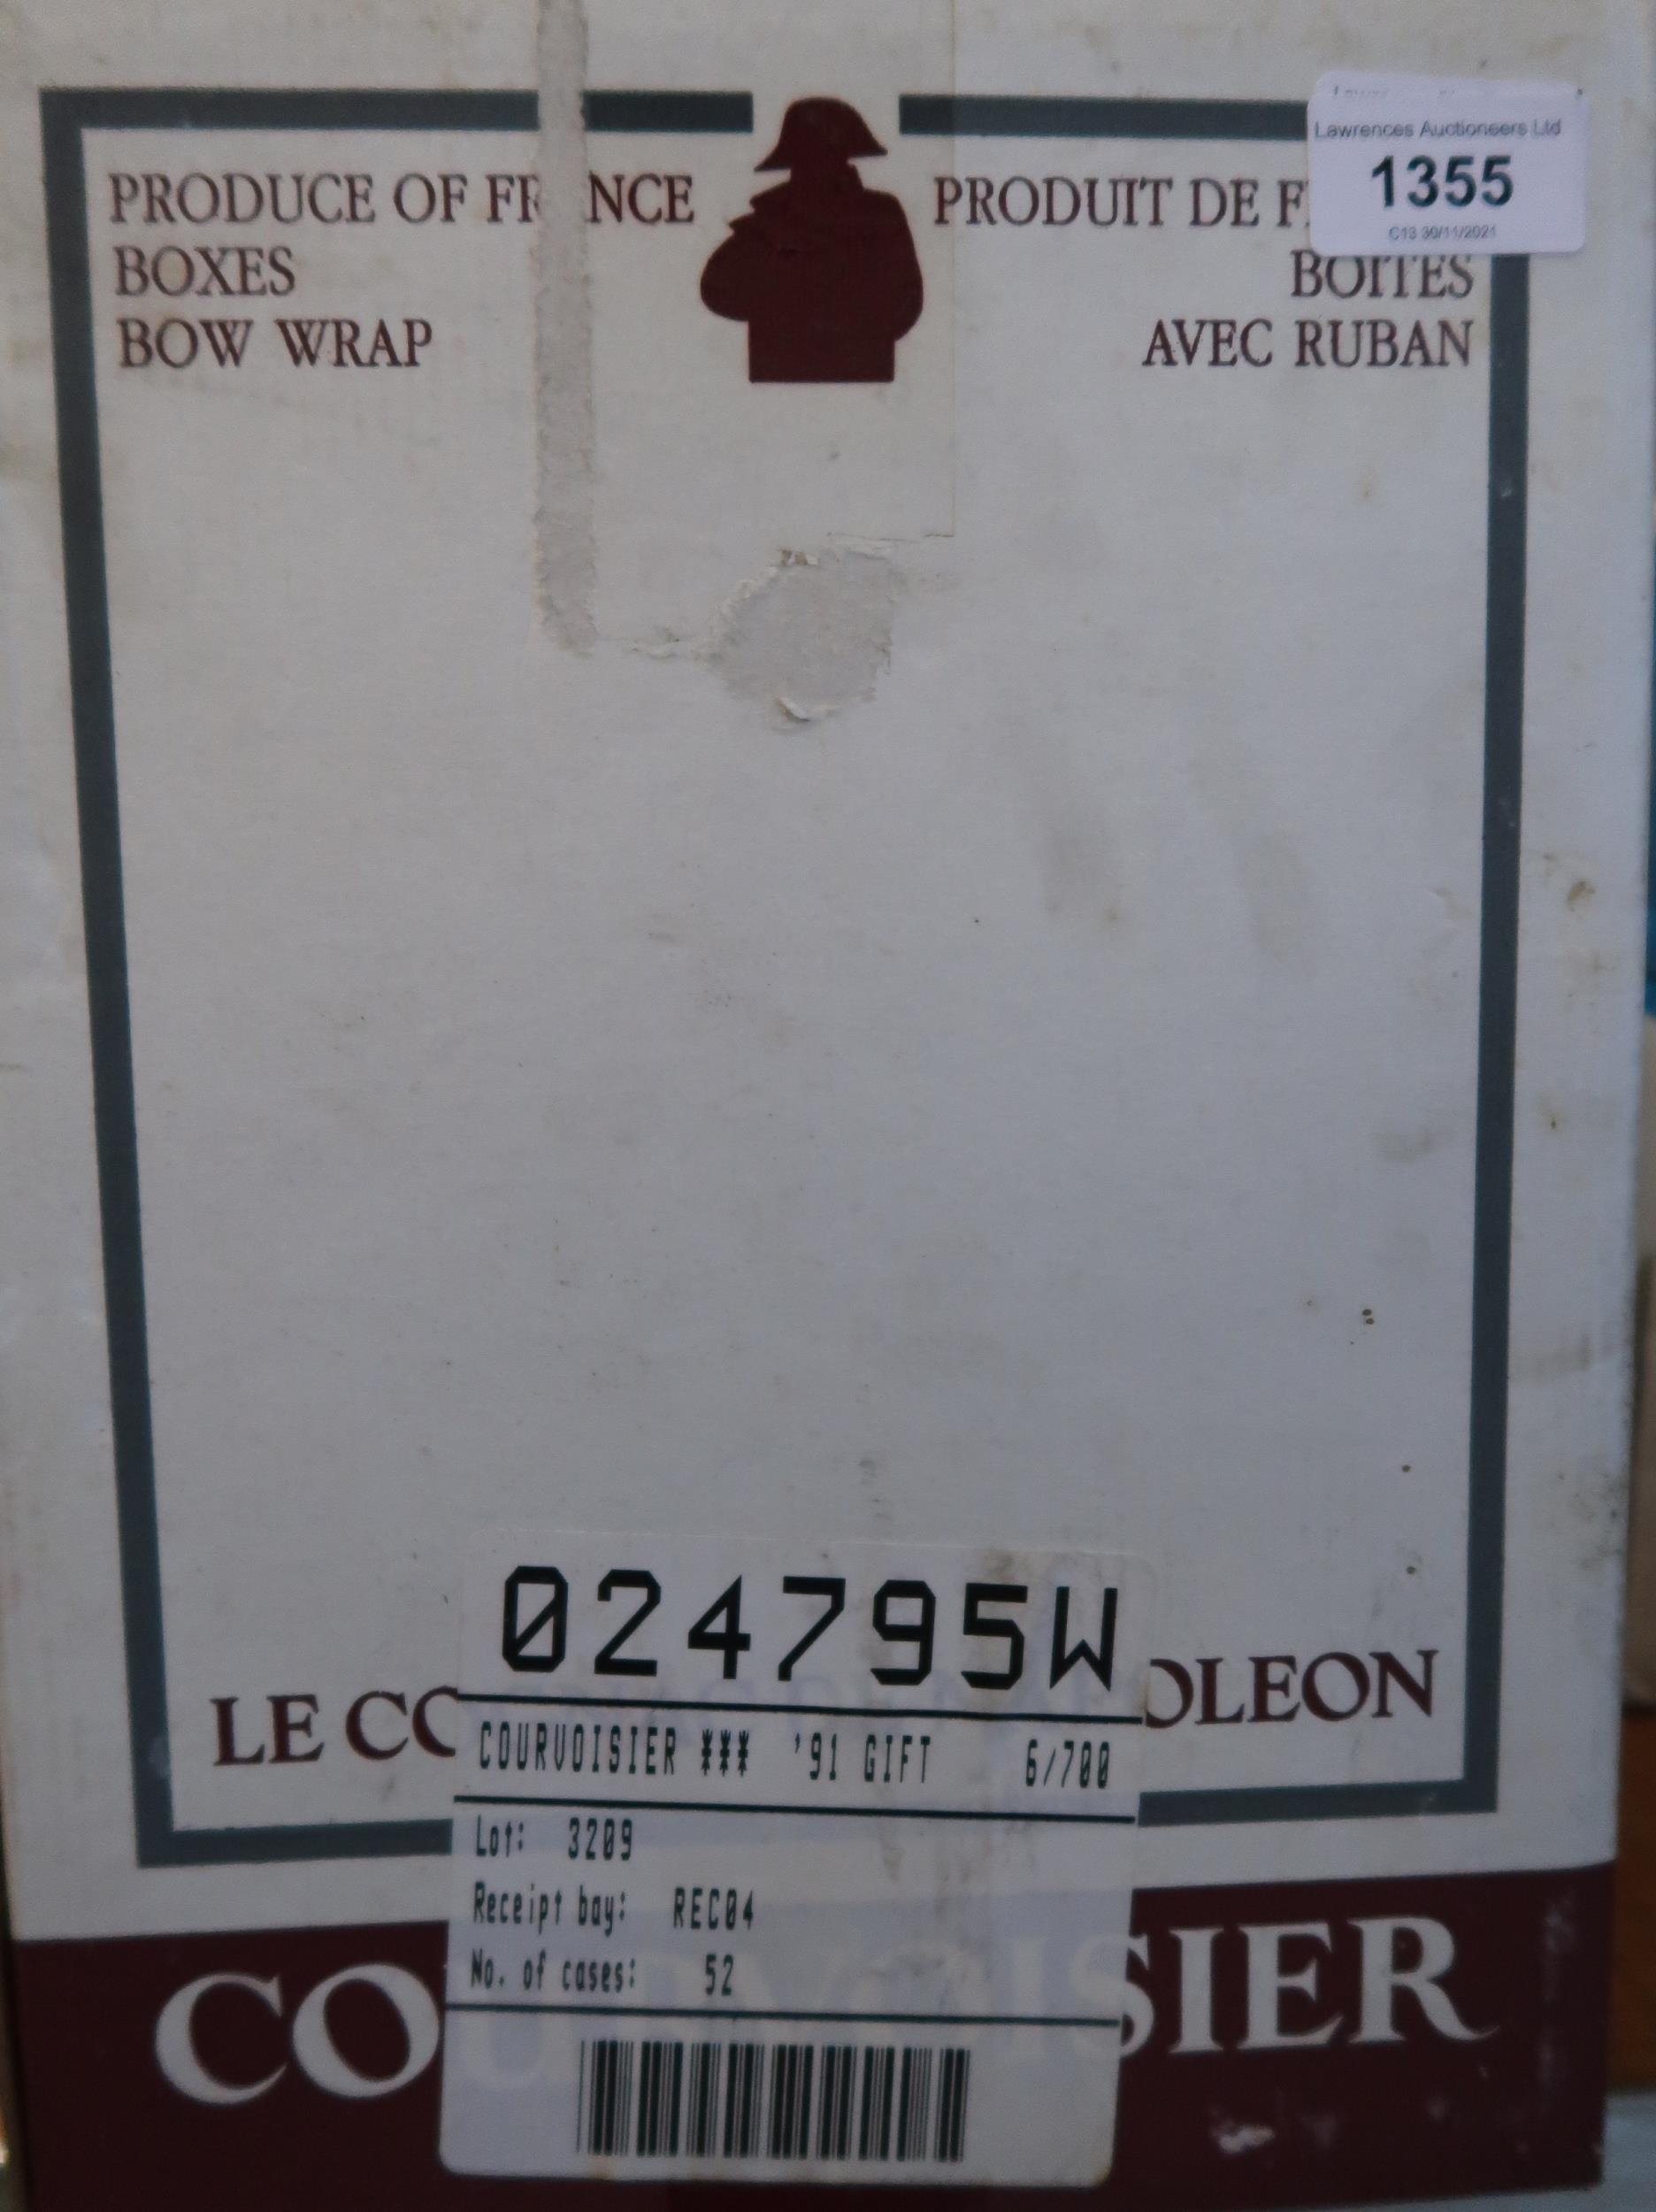 Lawrences Auctioneers Ltd
1355
C13 30/11/2021
PRODUCE OF FR NCE
BOXES
BOW WRAP
PRODUIT DE F
BOITES
AVEC RUBAN
024795W
LE CO OLEON
COURVOISIER *** '91 GIFT 6/700
Lot: 3209
Receipt bay: REC04
No. of cases: 52
CO SIER